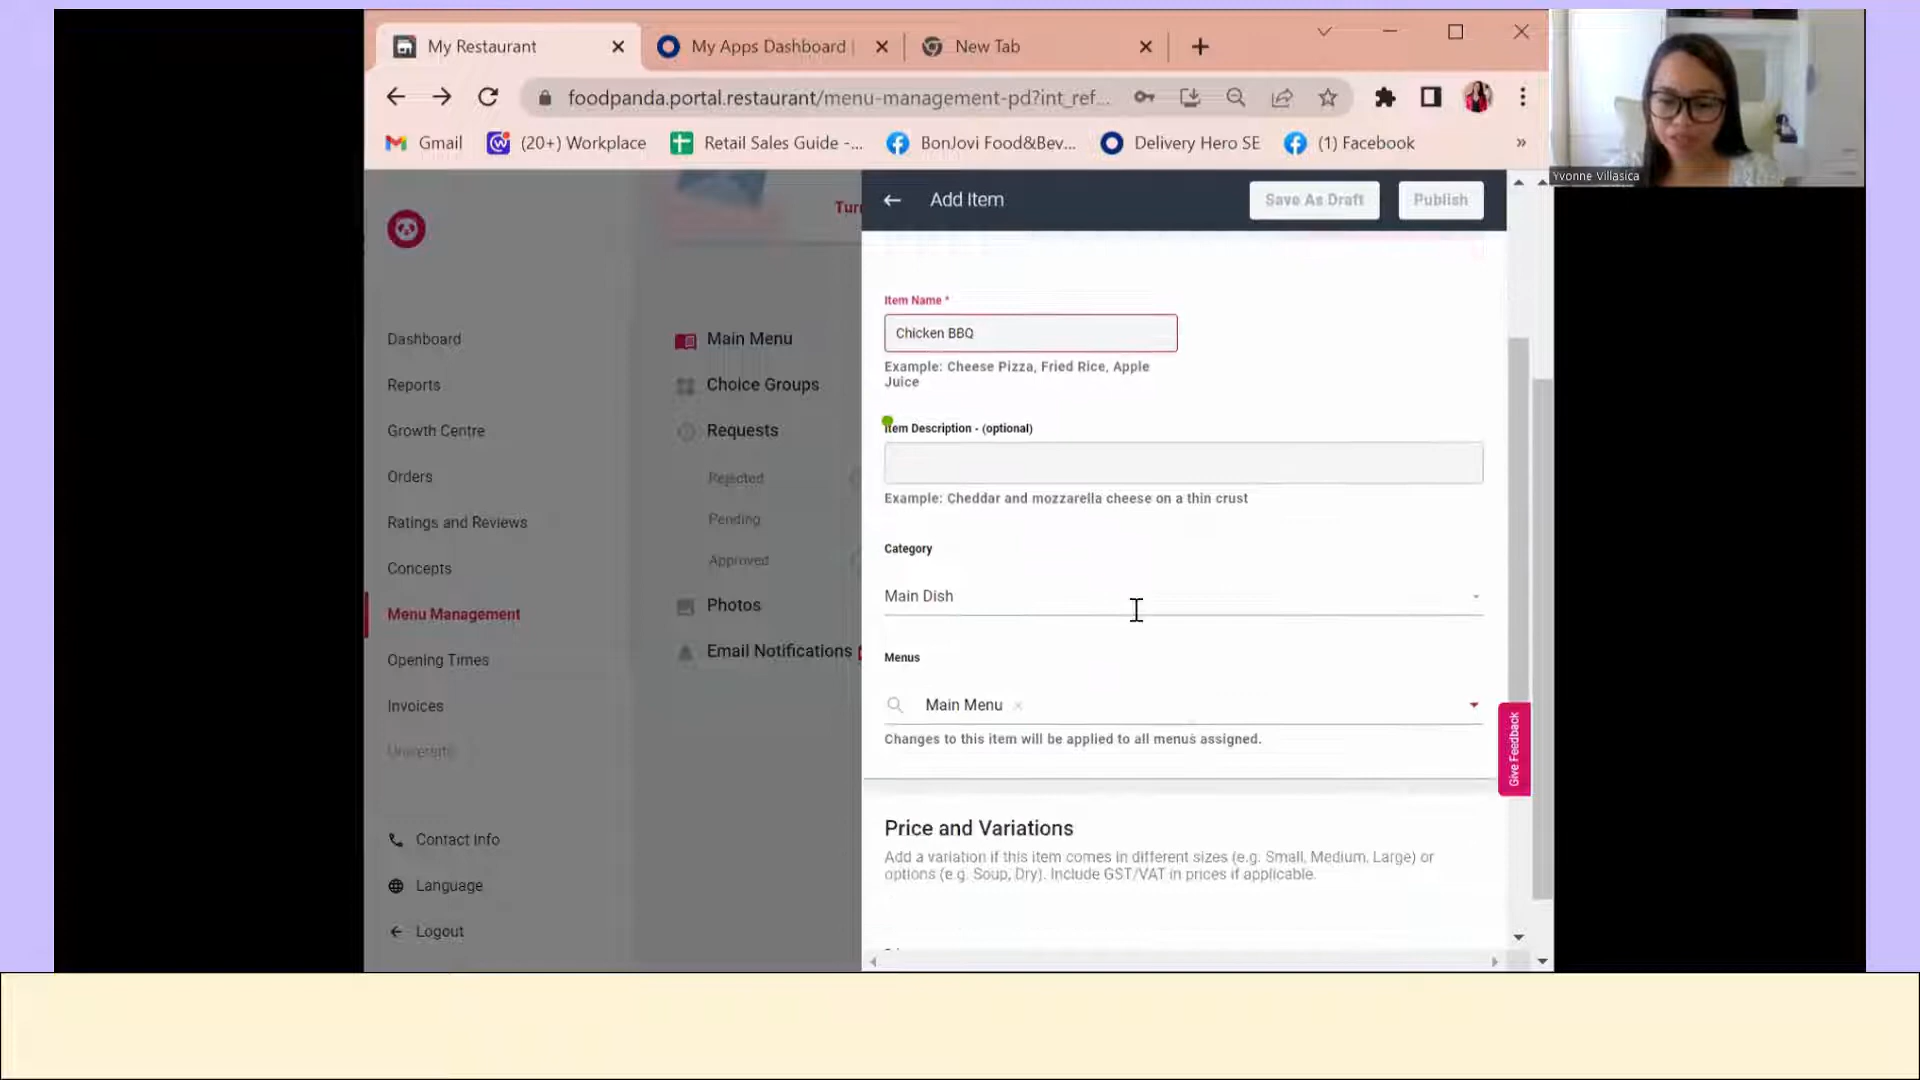 My Restaurant
My Apps Dashboard |
New Tab
foodpanda.portal.restaurant/menu-management-pd?int_ref...
Gmail
(20+) Workplace
Retail Sales Guide -...
BonJovi Food&Bev...
Delivery Hero SE
(1) Facebook
»
Yvonne Villasica
Add Item
Save As Draft
Publish
Dashboard
Reports
Growth Centre
Orders
Ratings and Reviews
Concepts
Menu Management
Opening Times
Invoices
University
Contact Info
Language
Logout
Main Menu
Choice Groups
Requests
Rejected
Pending
Approved
Photos
Email Notifications
Item Name *
Chicken BBQ
Example: Cheese Pizza, Fried Rice, Apple
Juice
Item Description - (optional)
Example: Cheddar and mozzarella cheese on a thin crust
Category
Main Dish
Menus
Main Menu ×
Changes to this item will be applied to all menus assigned.
Give Feedback
Price and Variations
Add a variation if this item comes in different sizes (e.g. Small, Medium, Large) or
options (e.g. Soup, Dry). Include GST/VAT in prices if applicable.